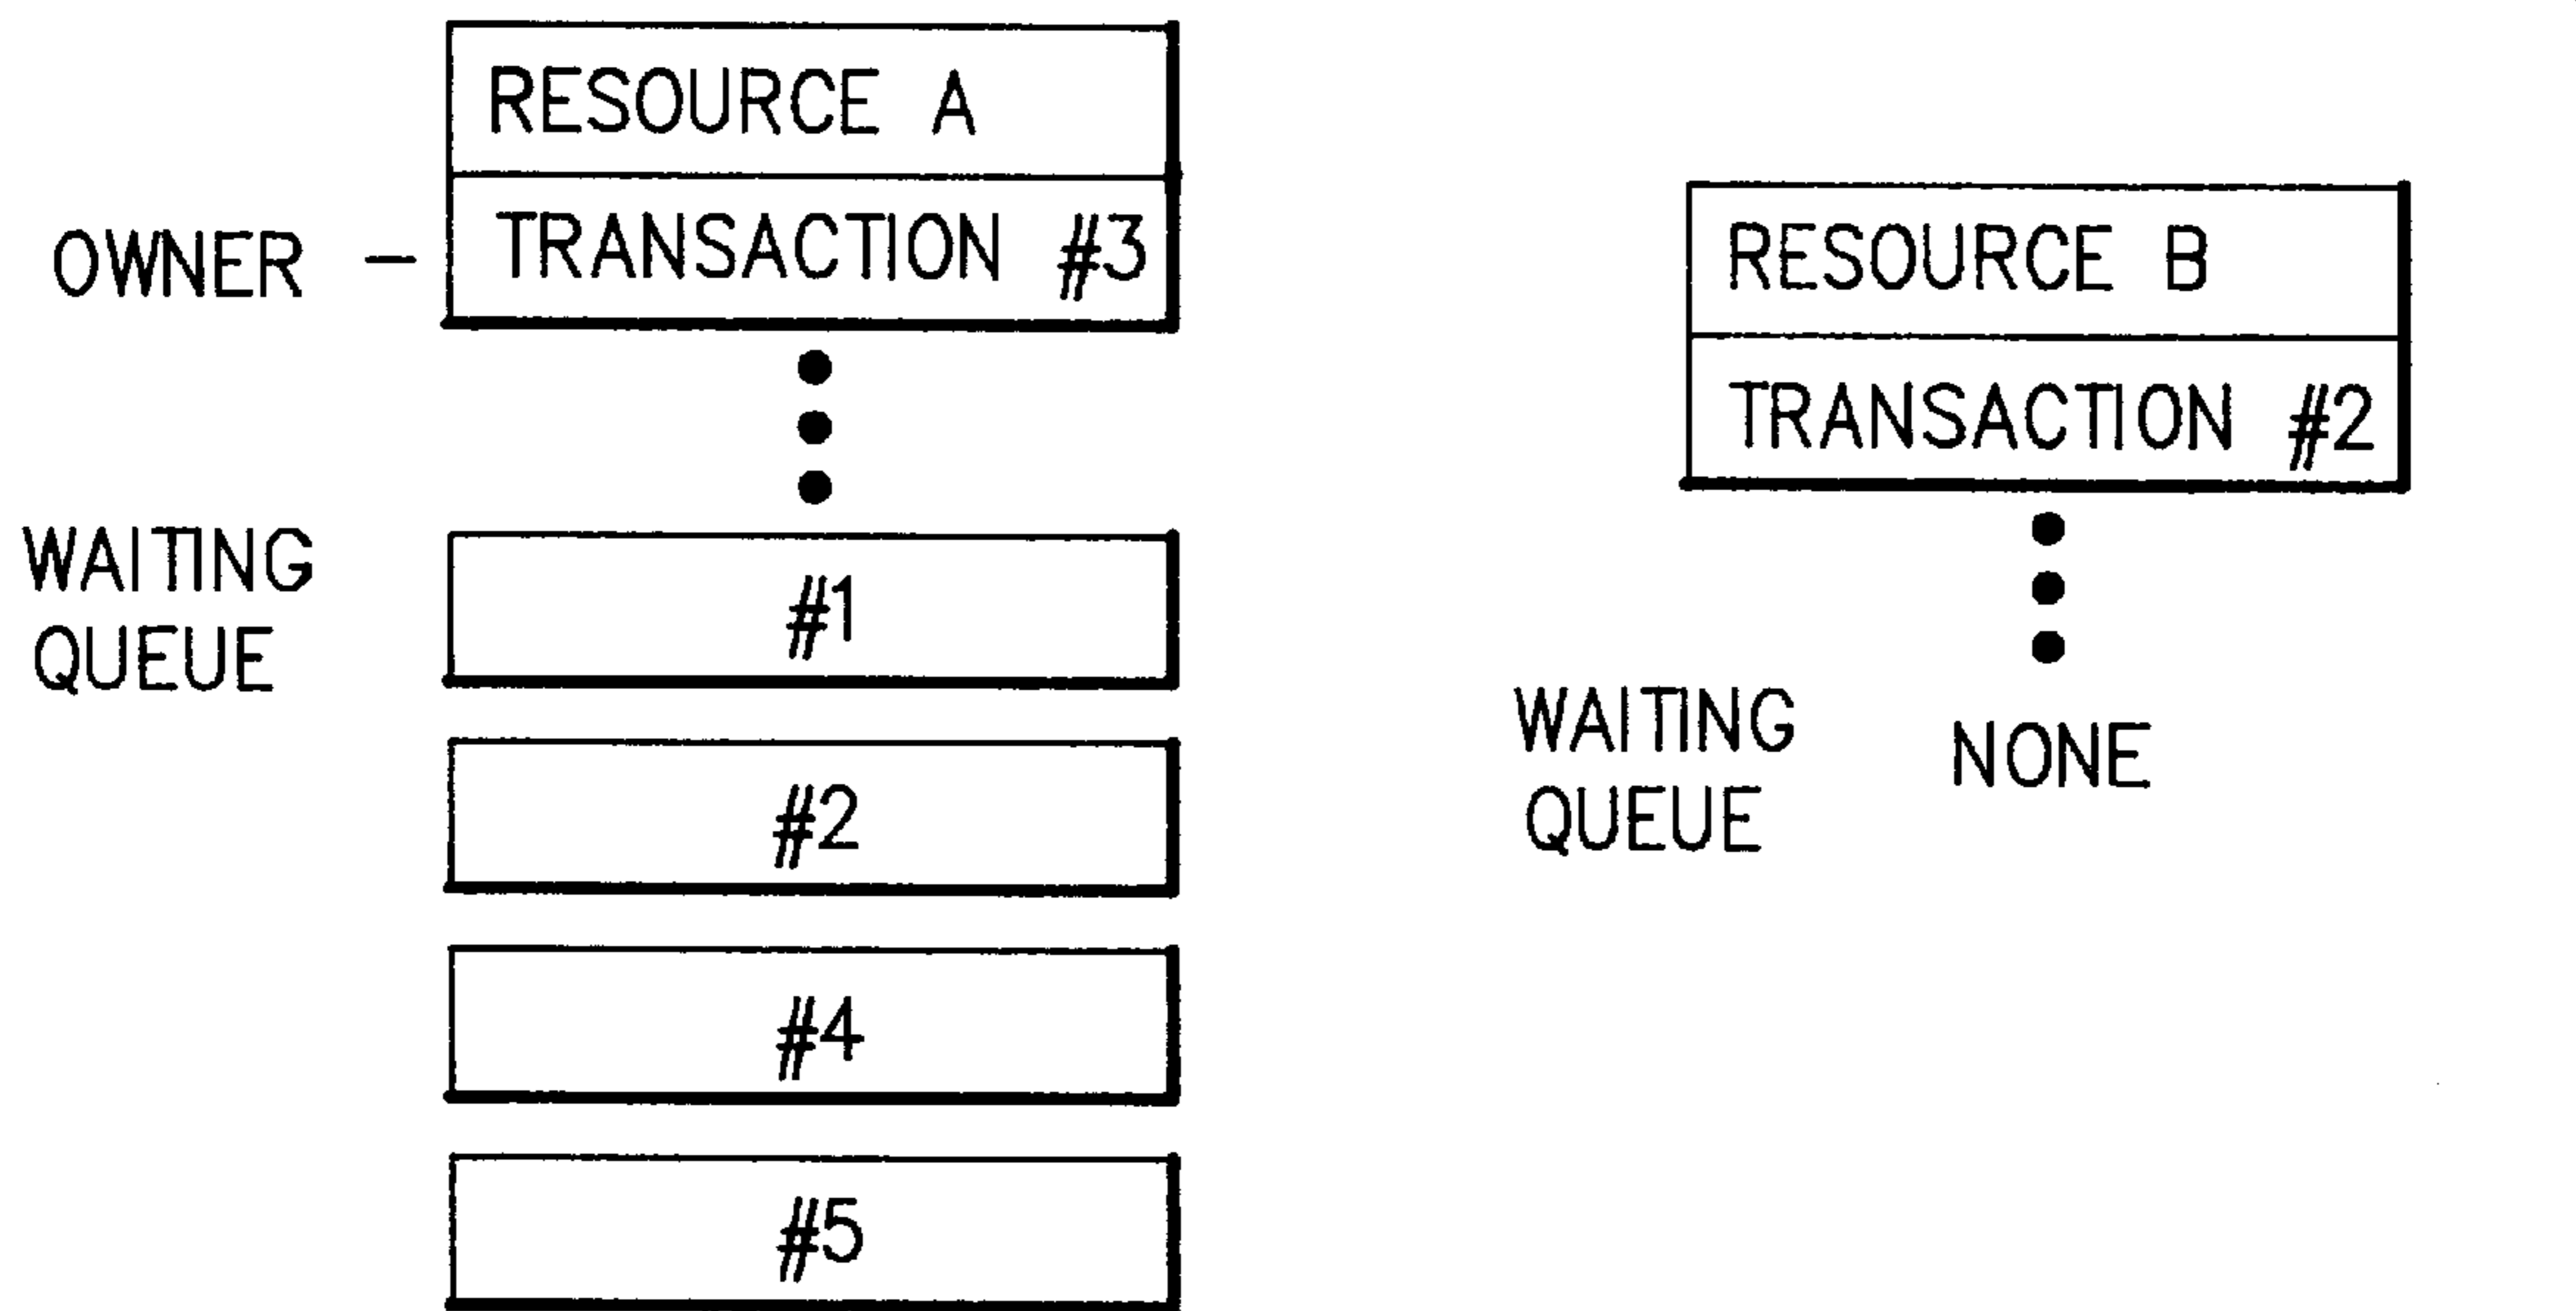 RESOURCE A
OWNER - TRANSACTION #3
WAITING
QUEUE
#1
#2
#4
#5
RESOURCE B
TRANSACTION #2
WAITING
QUEUE
NONE